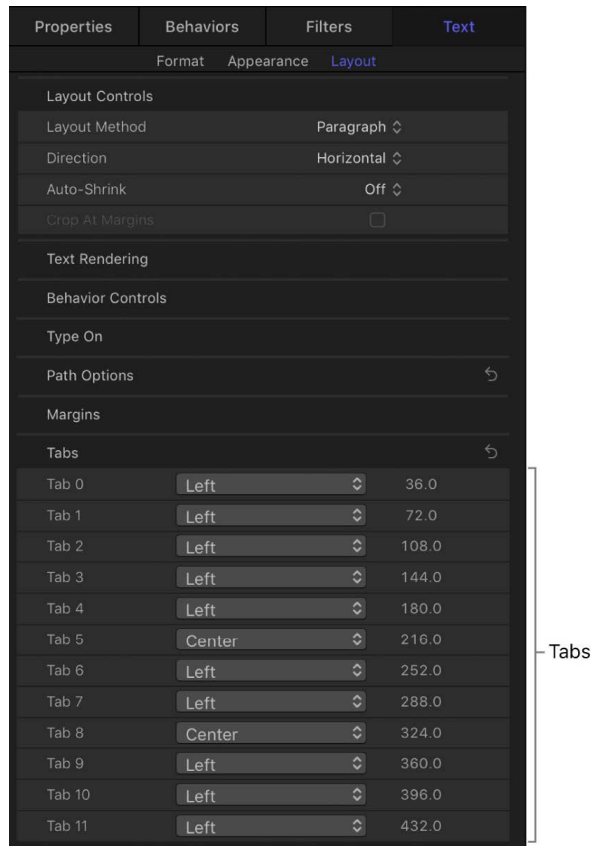 Properties Behaviors Filters Text
Format Appearance Layout
Layout Controls
Layout Method Paragraph
Direction Horizontal
Auto-Shrink Off
Crop At Margins
Text Rendering
Behavior Controls
Type On
Path Options
Margins
Tabs
Tab 0 Left 36.0
Tab 1 Left 72.0
Tab 2 Left 108.0
Tab 3 Left 144.0
Tab 4 Left 180.0
Tab 5 Center 216.0
Tab 6 Left 252.0
Tab 7 Left 288.0
Tab 8 Center 324.0
Tab 9 Left 360.0
Tab 10 Left 396.0
Tab 11 Left 432.0
Tabs